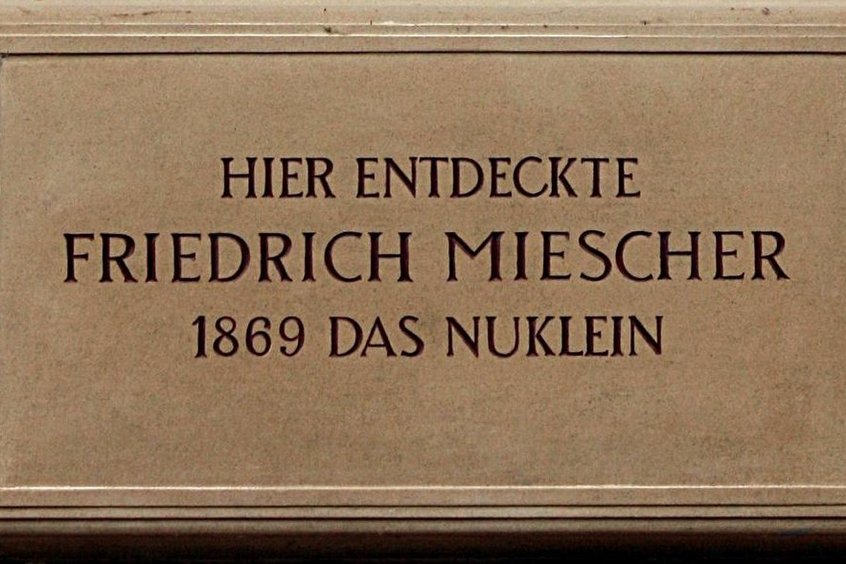 HIER ENTDECKTE
FRIEDRICH MIESCHER
1869 DAS NUKLEIN